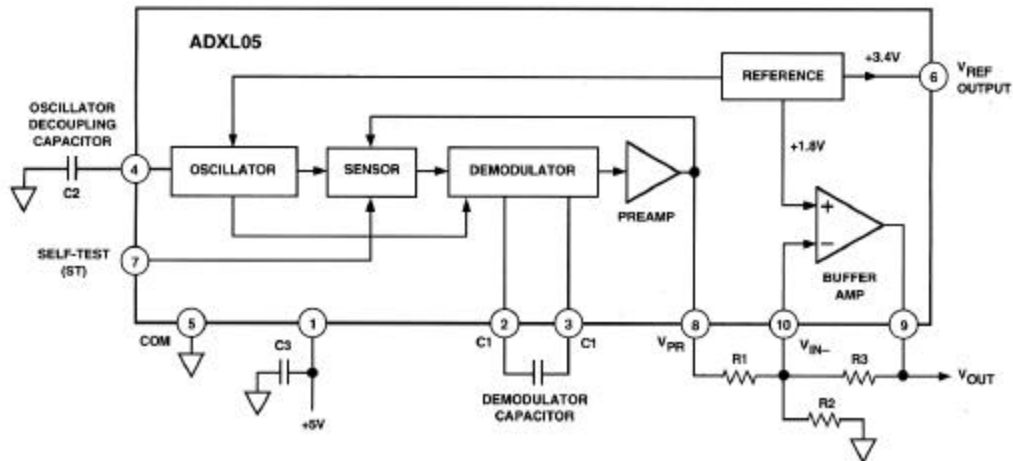 ADXL05
REFERENCE
+3.4V
6
VREF
OUTPUT
OSCILLATOR
DECOUPLING
CAPACITOR
+1.8V
4
C2
OSCILLATOR
SENSOR
DEMODULATOR
PREAMP
+
−
BUFFER
AMP
SELF-TEST
(ST)
7
5
1
2
3
8
10
9
COM
C3
C1
C1
VPR
VIN–
R1
R3
VOUT
DEMODULATOR
CAPACITOR
R2
+5V